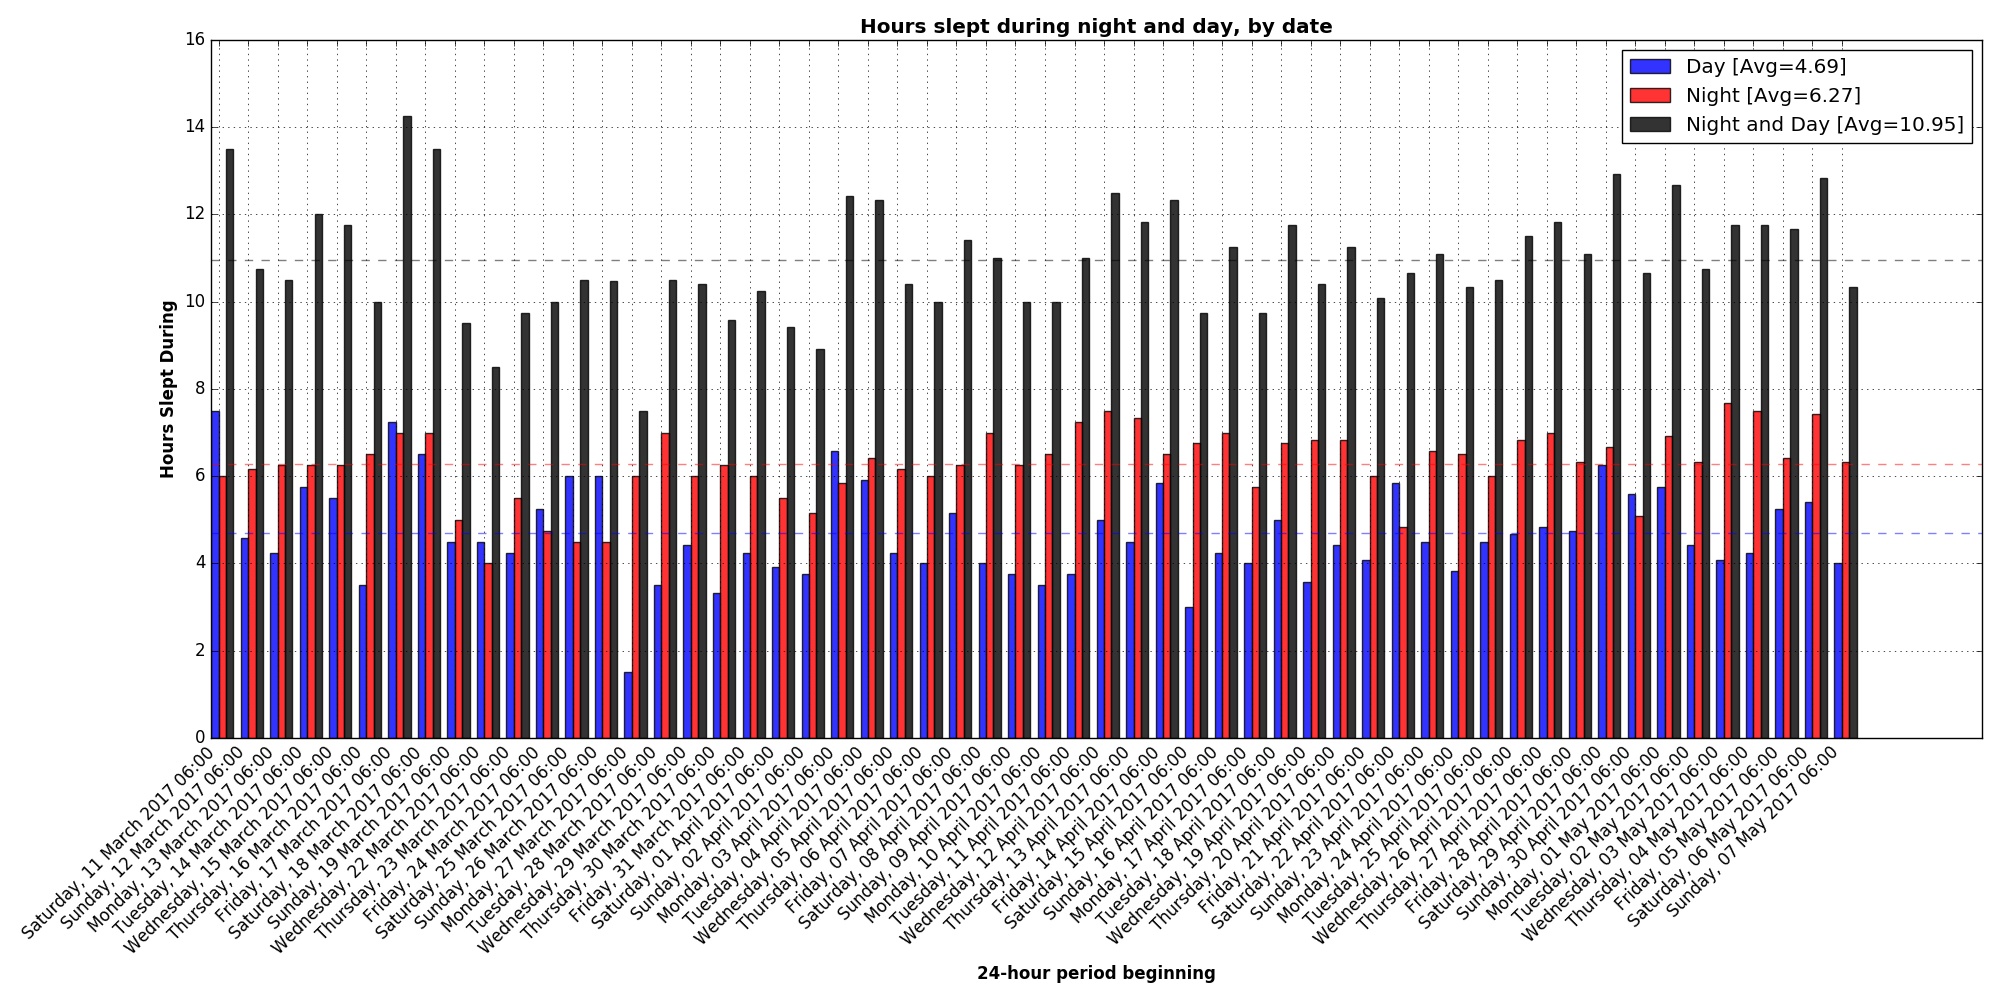 Hours slept during night and day, by date
16
14
12
10
8
6
4
2
0
Hours Slept During
Day [Avg=4.69]
Night [Avg=6.27]
Night and Day [Avg=10.95]
Saturday, 11 March 2017 06:00
Sunday, 12 March 2017 06:00
Monday, 13 March 2017 06:00
Tuesday, 14 March 2017 06:00
Wednesday, 15 March 2017 06:00
Thursday, 16 March 2017 06:00
Friday, 17 March 2017 06:00
Saturday, 18 March 2017 06:00
Sunday, 19 March 2017 06:00
Wednesday, 22 March 2017 06:00
Thursday, 23 March 2017 06:00
Friday, 24 March 2017 06:00
Saturday, 25 March 2017 06:00
Sunday, 26 March 2017 06:00
Monday, 27 March 2017 06:00
Tuesday, 28 March 2017 06:00
Wednesday, 29 March 2017 06:00
Thursday, 30 March 2017 06:00
Friday, 31 March 2017 06:00
Saturday, 01 April 2017 06:00
Sunday, 02 April 2017 06:00
Monday, 03 April 2017 06:00
Tuesday, 04 April 2017 06:00
Wednesday, 05 April 2017 06:00
Thursday, 06 April 2017 06:00
Friday, 07 April 2017 06:00
Saturday, 08 April 2017 06:00
Sunday, 09 April 2017 06:00
Monday, 10 April 2017 06:00
Tuesday, 11 April 2017 06:00
Wednesday, 12 April 2017 06:00
Thursday, 13 April 2017 06:00
Friday, 14 April 2017 06:00
Saturday, 15 April 2017 06:00
Sunday, 16 April 2017 06:00
Monday, 17 April 2017 06:00
Tuesday, 18 April 2017 06:00
Wednesday, 19 April 2017 06:00
Thursday, 20 April 2017 06:00
Friday, 21 April 2017 06:00
Saturday, 22 April 2017 06:00
Sunday, 23 April 2017 06:00
Monday, 24 April 2017 06:00
Tuesday, 25 April 2017 06:00
Wednesday, 26 April 2017 06:00
Thursday, 27 April 2017 06:00
Friday, 28 April 2017 06:00
Saturday, 29 April 2017 06:00
Sunday, 30 April 2017 06:00
Monday, 01 May 2017 06:00
Tuesday, 02 May 2017 06:00
Wednesday, 03 May 2017 06:00
Thursday, 04 May 2017 06:00
Friday, 05 May 2017 06:00
Saturday, 06 May 2017 06:00
Sunday, 07 May 2017 06:00
24-hour period beginning